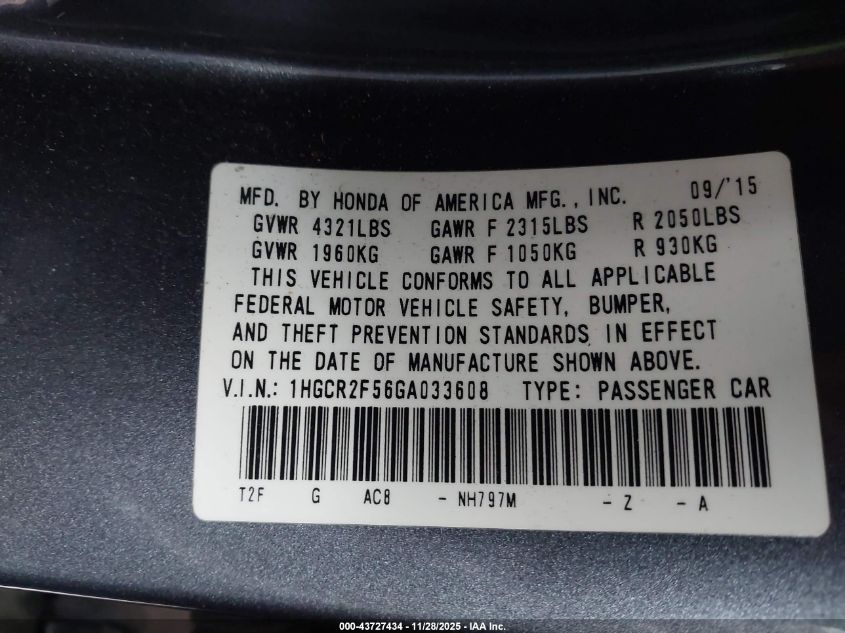 MFD. BY HONDA OF AMERICA MFG., INC. 09/'15
GVWR 4321LBS GAWR F 2315LBS R 2050LBS
GVWR 1960KG GAWR F 1050KG R 930KG
THIS VEHICLE CONFORMS TO ALL APPLICABLE
FEDERAL MOTOR VEHICLE SAFETY, BUMPER,
AND THEFT PREVENTION STANDARDS IN EFFECT
ON THE DATE OF MANUFACTURE SHOWN ABOVE.
V.I.N.: 1HGCR2F56GA033608 TYPE: PASSENGER CAR
T2F G AC8 - NH797M - Z - A
000-43727434 - 11/28/2025 - IAA Inc.